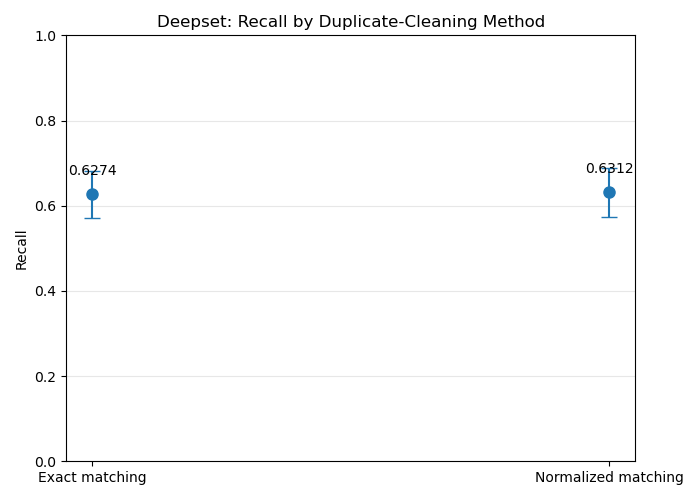 Deepset: Recall by Duplicate-Cleaning Method
1.0
0.8
0.6
0.4
0.2
0.0
Recall
0.6274
0.6312
Exact matching
Normalized matching